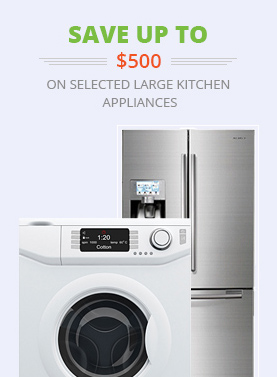 SAVE UP TO
$500
ON SELECTED LARGE KITCHEN
APPLIANCES
1:20
Cotton